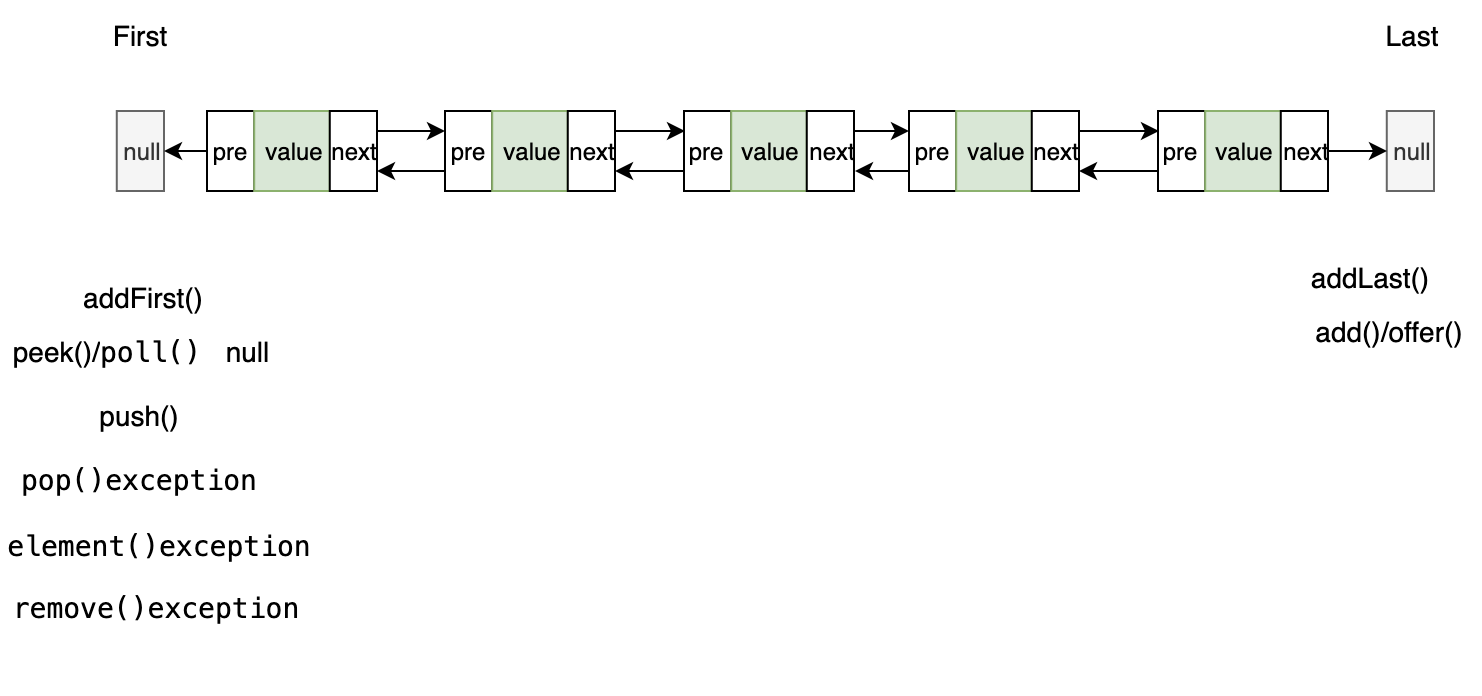 First Last
null pre value next pre value next pre value next pre value next pre value next null
addFirst() addLast()
peek()/poll() null add()/offer()
push()
pop()exception
element()exception
remove()exception